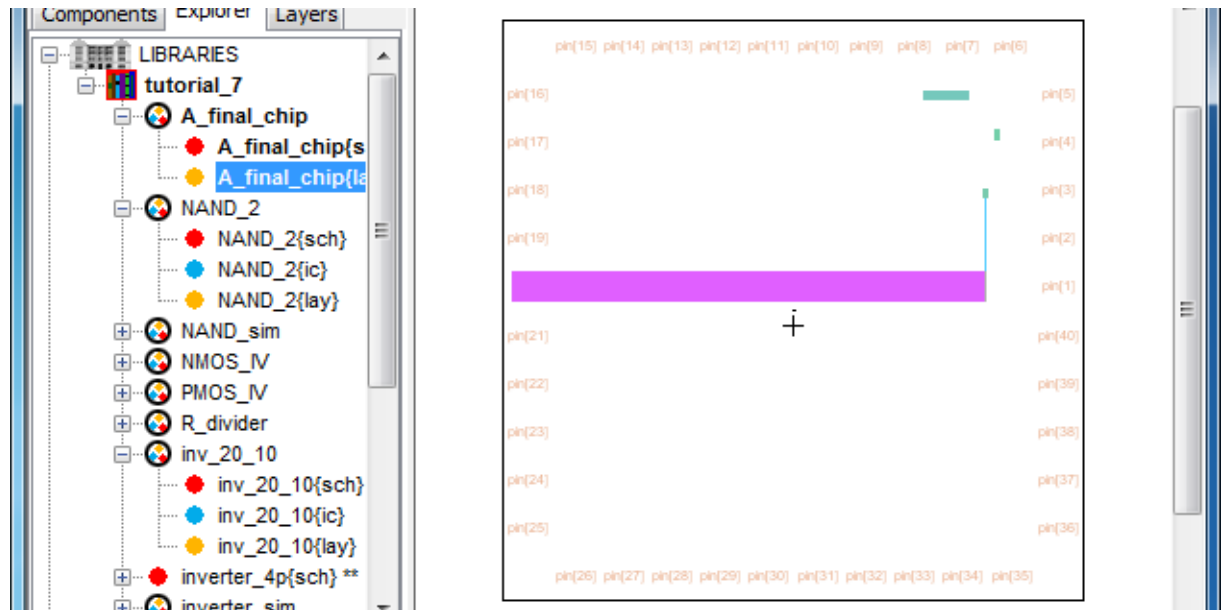 Components Explorer Layers
LIBRARIES
tutorial_7
A_final_chip
A_final_chip{s
A_final_chip{la
NAND_2
NAND_2{sch}
NAND_2{ic}
NAND_2{lay}
NAND_sim
NMOS_IV
PMOS_IV
R_divider
inv_20_10
inv_20_10{sch}
inv_20_10{ic}
inv_20_10{lay}
inverter_4p{sch} **
inverter_sim
pin[15] pin[14] pin[13] pin[12] pin[11] pin[10] pin[9] pin[8] pin[7] pin[6]
pin[16] pin[5]
pin[17] pin[4]
pin[18] pin[3]
pin[19] pin[2]
pin[1]
pin[21] pin[40]
pin[22] pin[39]
pin[23] pin[38]
pin[24] pin[37]
pin[25] pin[36]
pin[26] pin[27] pin[28] pin[29] pin[30] pin[31] pin[32] pin[33] pin[34] pin[35]